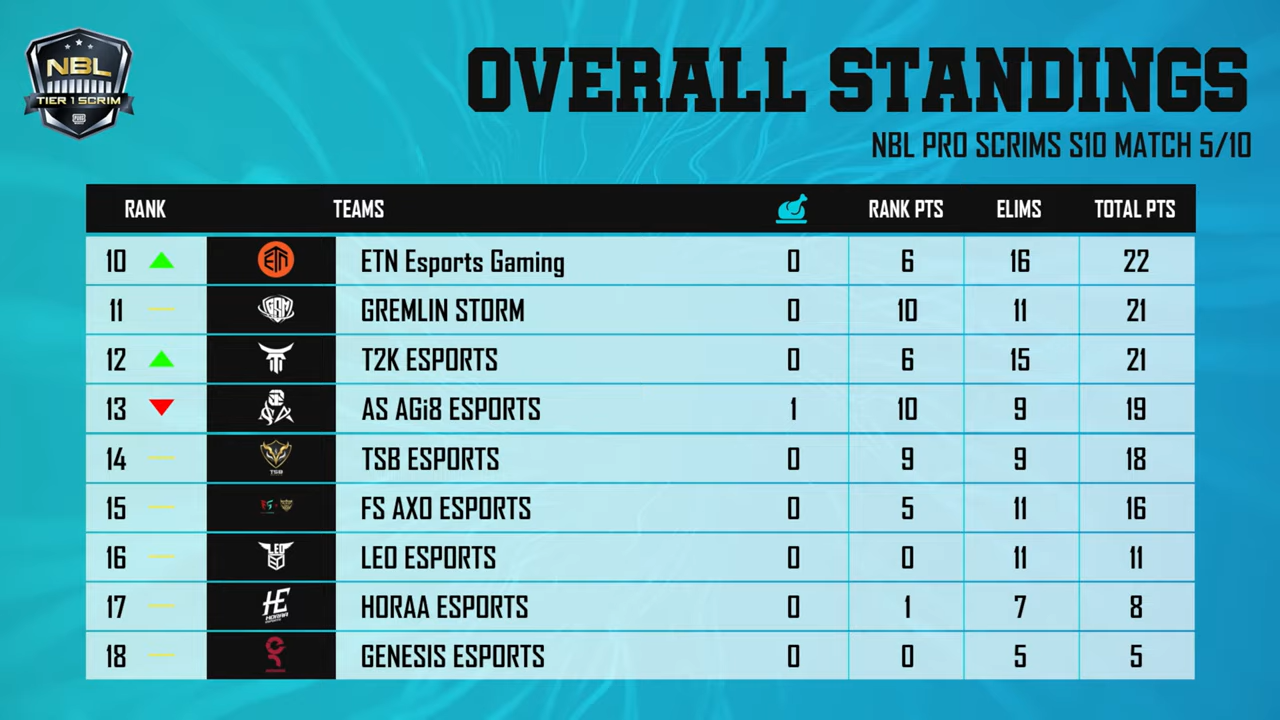 NBL
TIER 1 SCRIM
OVERALL STANDINGS
NBL PRO SCRIMS S10 MATCH 5/10
RANK TEAMS RANK PTS ELIMS TOTAL PTS
10 ETN Esports Gaming 0 6 16 22
11 GREMLIN STORM 0 10 11 21
12 T2K ESPORTS 0 6 15 21
13 AS AGi8 ESPORTS 1 10 9 19
14 TSB TSB ESPORTS 0 9 9 18
15 FS AXO ESPORTS 0 5 11 16
16 LEO LEO ESPORTS 0 0 11 11
17 HE HORAA HORAA ESPORTS 0 1 7 8
18 GENESIS ESPORTS 0 0 5 5